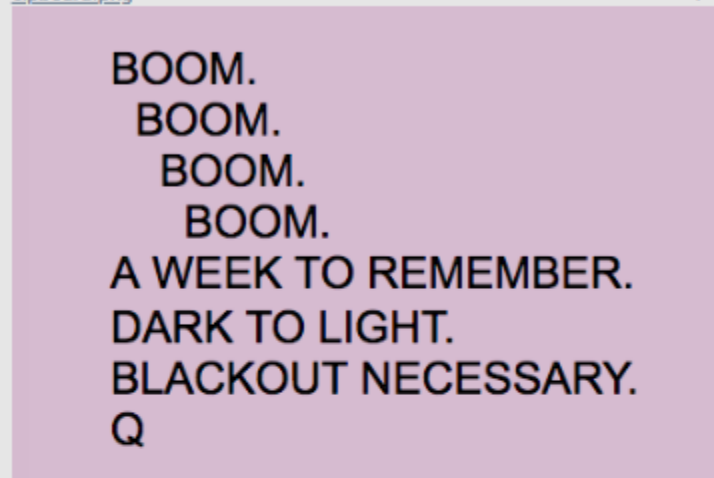 BOOM.
BOOM.
BOOM.
BOOM.
A WEEK TO REMEMBER.
DARK TO LIGHT.
BLACKOUT NECESSARY.
Q